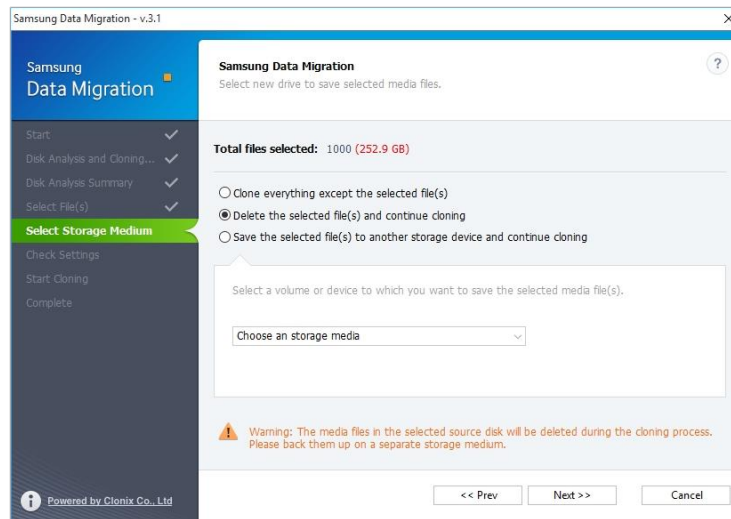 Samsung Data Migration - v.3.1
Samsung
Data Migration
Samsung Data Migration
Select new drive to save selected media files.
?
Start
Disk Analysis and Cloning...
Disk Analysis Summary
Select File(s)
Select Storage Medium
Check Settings
Start Cloning
Complete
Total files selected: 1000 (252.9 GB)
Clone everything except the selected file(s)
Delete the selected file(s) and continue cloning
Save the selected file(s) to another storage device and continue cloning
Select a volume or device to which you want to save the selected media file(s).
Choose an storage media
Warning: The media files in the selected source disk will be deleted during the cloning process.
Please back them up on a separate storage medium.
Powered by Clonix Co., Ltd
<< Prev
Next >>
Cancel